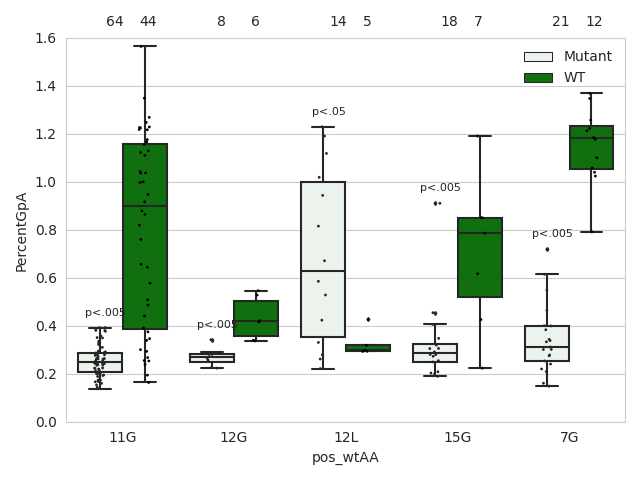 64 44 8 6 14 5 18 7 21 12
1.6
1.4
1.2
1.0
0.8
0.6
0.4
0.2
0.0
PercentGpA
Mutant
WT
p<.05
p<.005
p<.005
p<.005
p<.005
11G 12G 12L 15G 7G
pos_wtAA